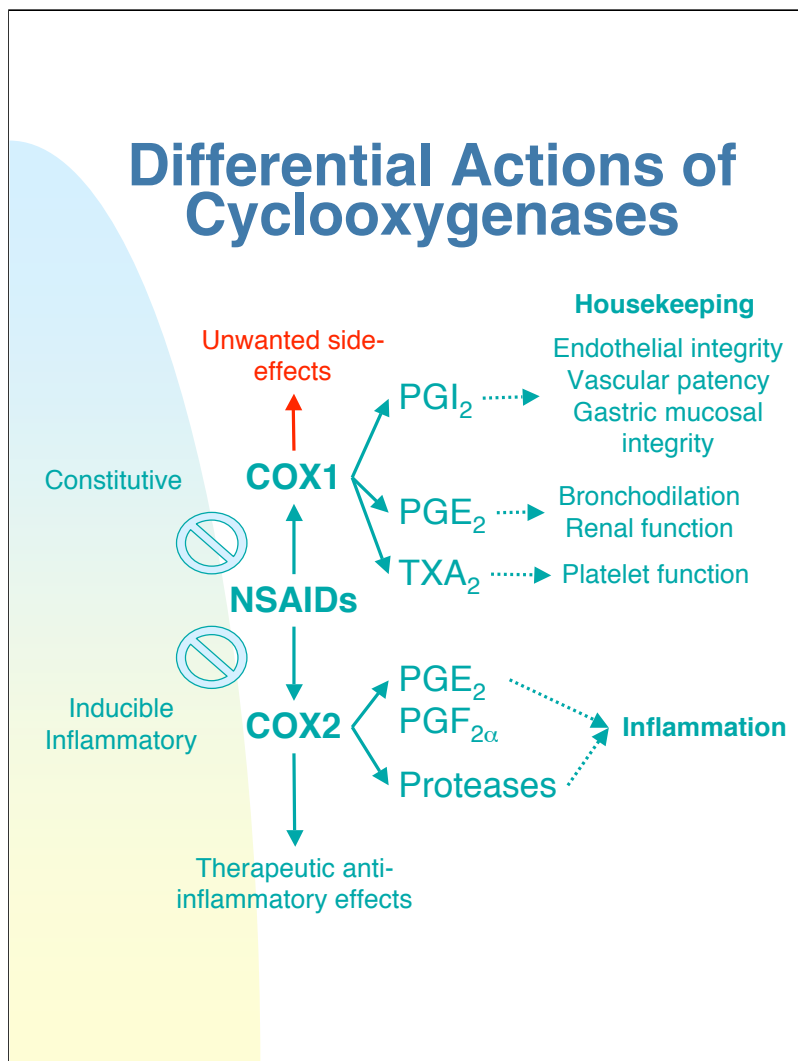 Differential Actions of
Cyclooxygenases
Housekeeping
Unwanted side-
effects
Endothelial integrity
Vascular patency
Gastric mucosal
integrity
PGI₂
Constitutive
COX1
PGE₂
Bronchodilation
Renal function
TXA₂
Platelet function
NSAIDs
PGE₂
Inducible
Inflammatory
COX2
PGF₂α
Inflammation
Proteases
Therapeutic anti-
inflammatory effects